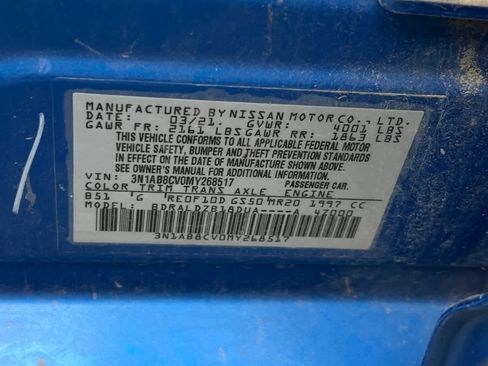 MANUFACTURED BY NISSAN MOTOR CO., LTD.
DATE: 03/21. GVWR: 4001 LBS
GAWR FR: 2161 LBS GAWR RR: 1863 LBS
THIS VEHICLE CONFORMS TO ALL APPLICABLE
FEDERAL MOTOR VEHICLE SAFETY, BUMPER
AND THEFT PREVENTION STANDARDS IN
EFFECT ON THE DATE OF MANUFACTURE SHOWN ABOVE.
SEE OWNER'S MANUAL.
VIN: 3N1AB8CV0MY268517 PASSENGER CAR
COLOR TRIM TRANS AXLE ENGINE
B51 G RE0F10D GS50 MR20 1997 CC
MODEL: BDRALD7B18DUA----A 47000
3N1AB8CV0MY268517